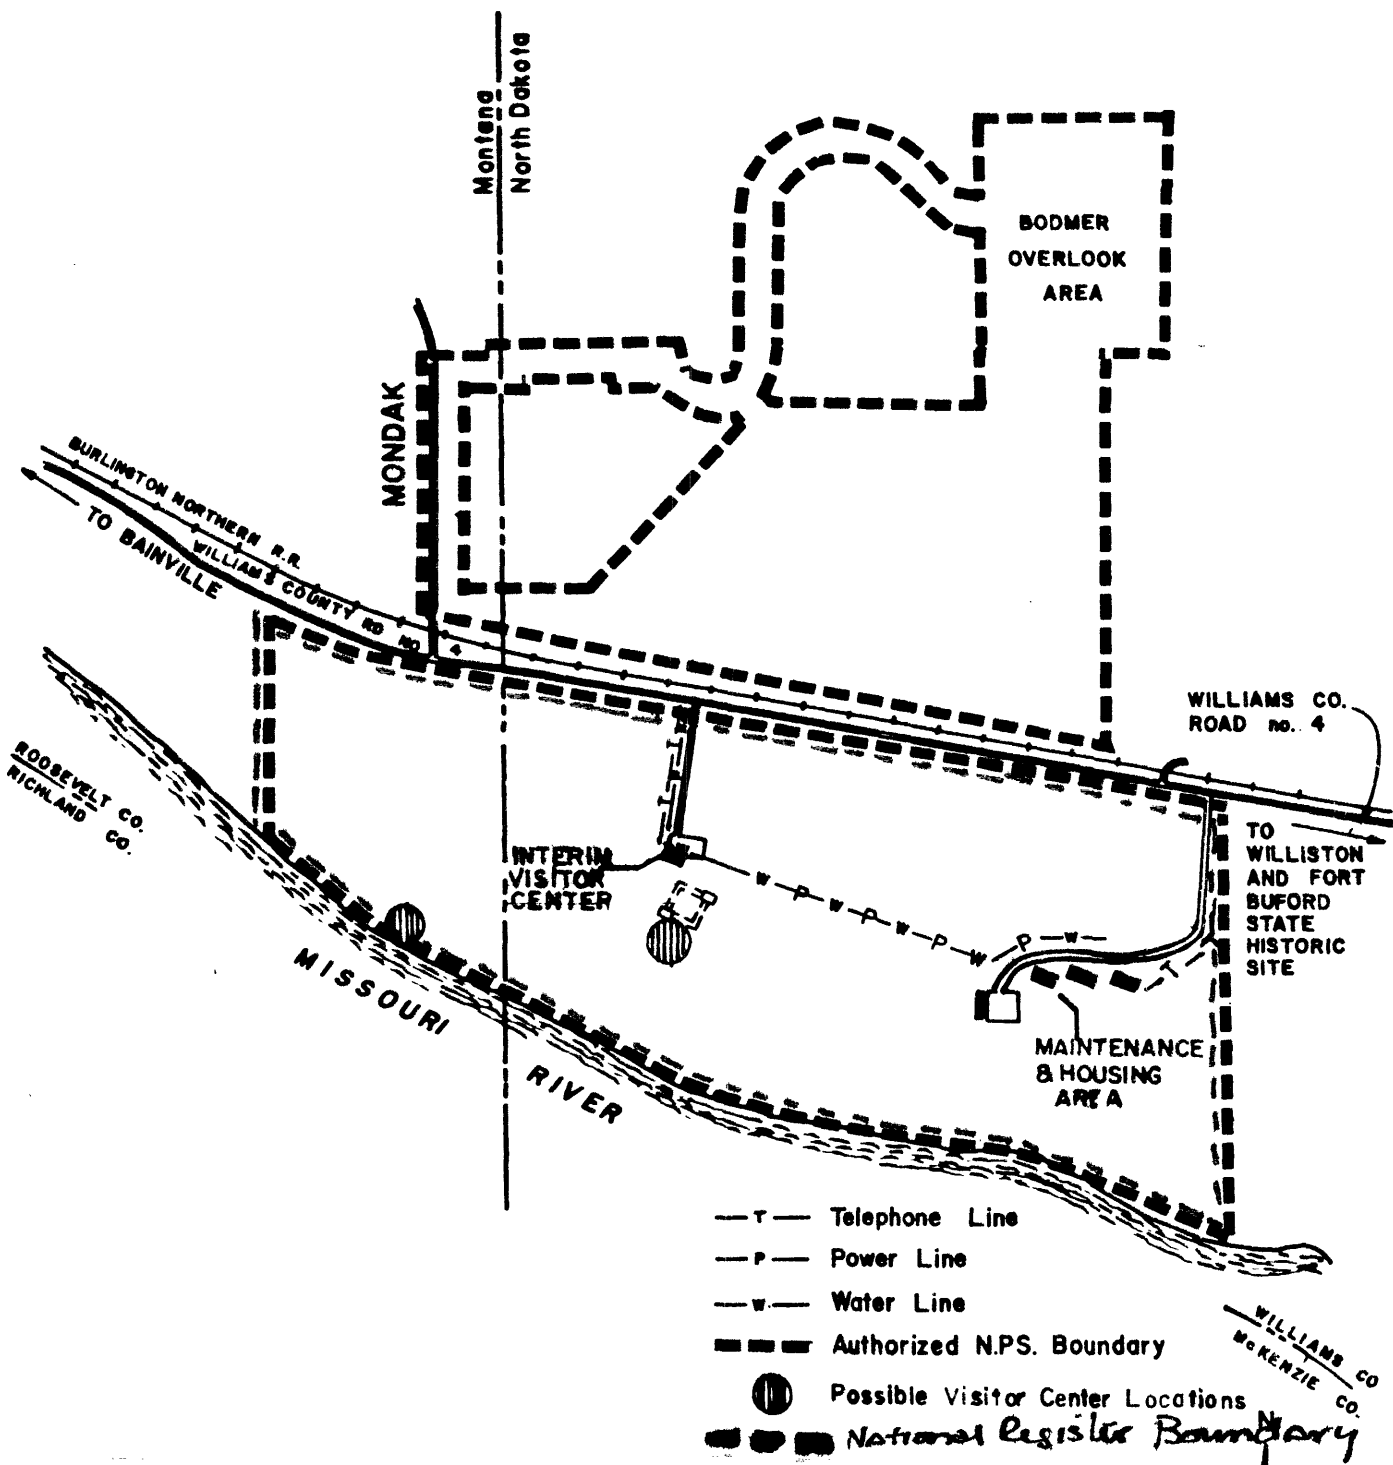 Montana
North Dakota
BODMER
OVERLOOK
AREA
MONDAK
BURLINGTON NORTHERN R.R.
WILLIAMS COUNTY RD NO. 4
TO BAINVILLE
WILLIAMS CO.
ROAD no. 4
ROOSEVELT CO.
RICHLAND CO.
INTERIM
VISITOR
CENTER
W P W P W P W P W
T
TO
WILLISTON
AND FORT
BUFORD
STATE
HISTORIC
SITE
MISSOURI
RIVER
MAINTENANCE
& HOUSING
AREA
T Telephone Line
P Power Line
W Water Line
Authorized N.P.S. Boundary
Possible Visitor Center Locations
National Register Boundary
N
WILLIAMS CO
McKENZIE CO.